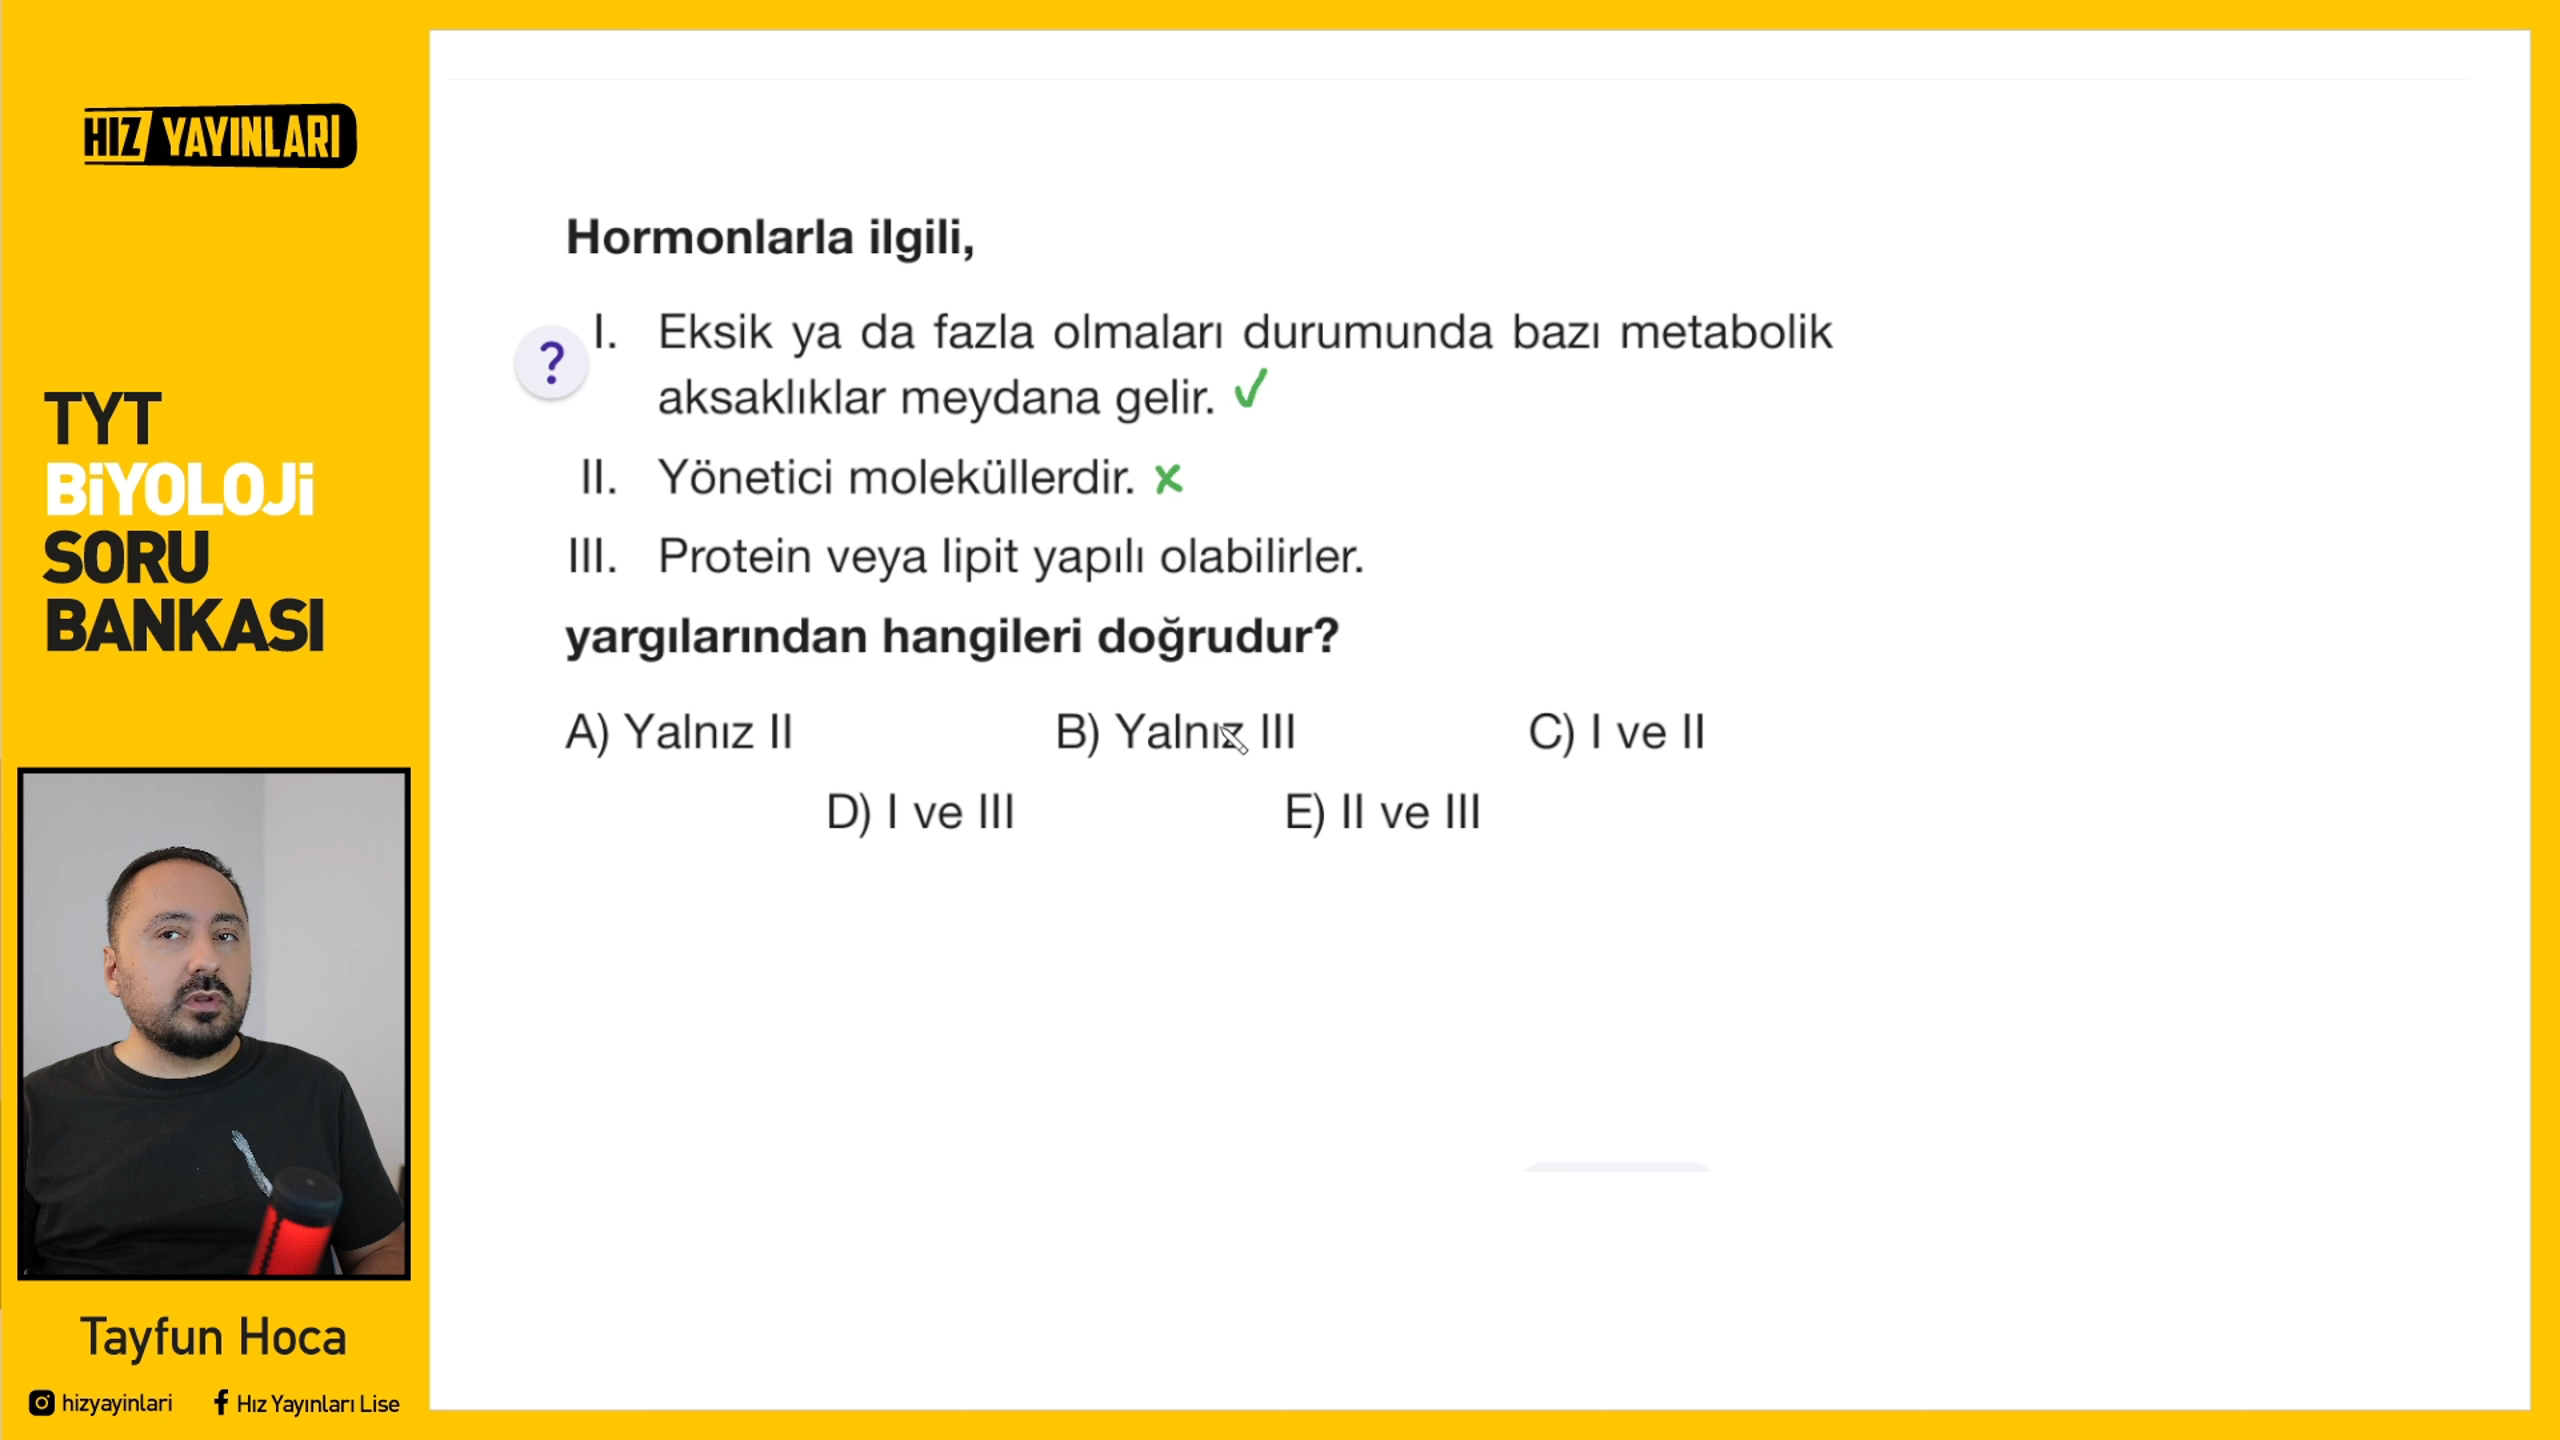 HIZ YAYINLARI
TYT
BiYOLOJi
SORU
BANKASI
Tayfun Hoca
hizyayinlari
Hız Yayınları Lise
Hormonlarla ilgili,
?
I. Eksik ya da fazla olmaları durumunda bazı metabolik
aksaklıklar meydana gelir. ✓
II. Yönetici moleküllerdir. x
III. Protein veya lipit yapılı olabilirler.
yargılarından hangileri doğrudur?
A) Yalnız II B) Yalnız III C) I ve II
D) I ve III E) II ve III